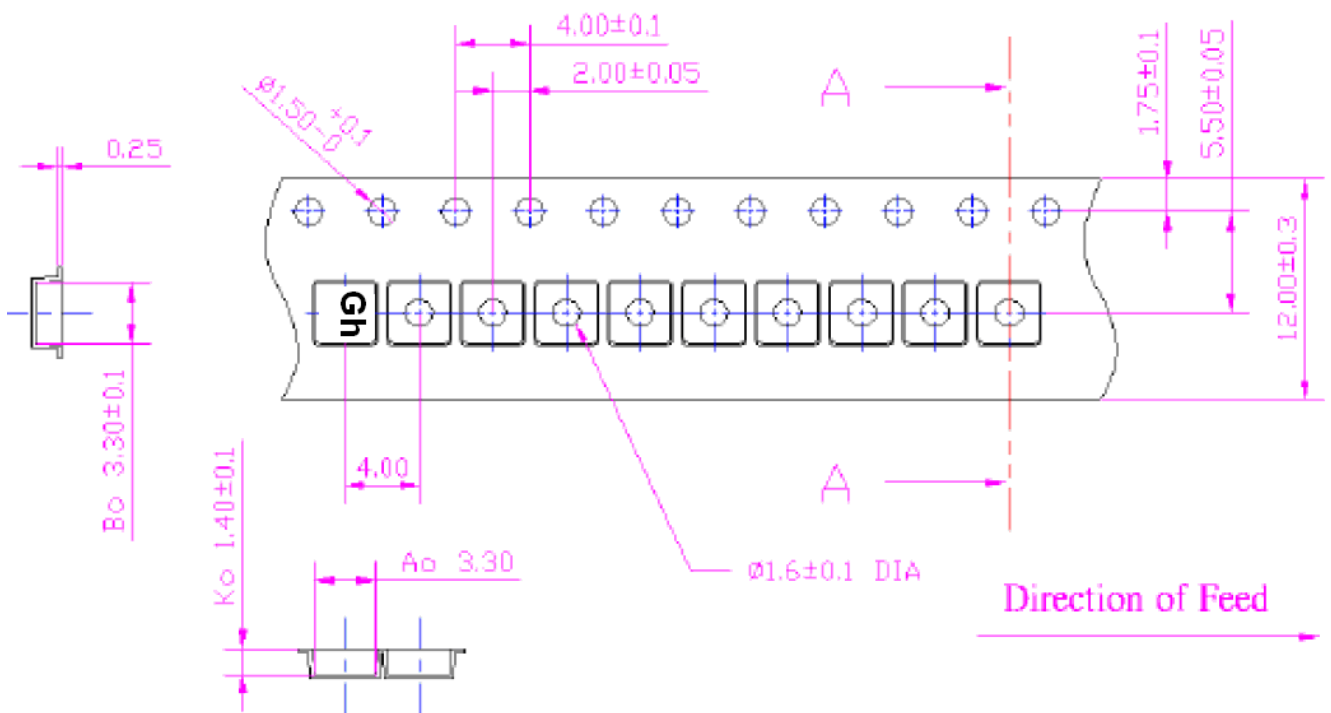 4.00±0.1
2.00±0.05
Ø1.50 +0.1 -0
A
1.75±0.1
5.50±0.05
0.25
12.00±0.3
Gh
Bo 3.30±0.1
4.00
A
Ko 1.40±0.1
Ao 3.30
Ø1.6±0.1 DIA
Direction of Feed